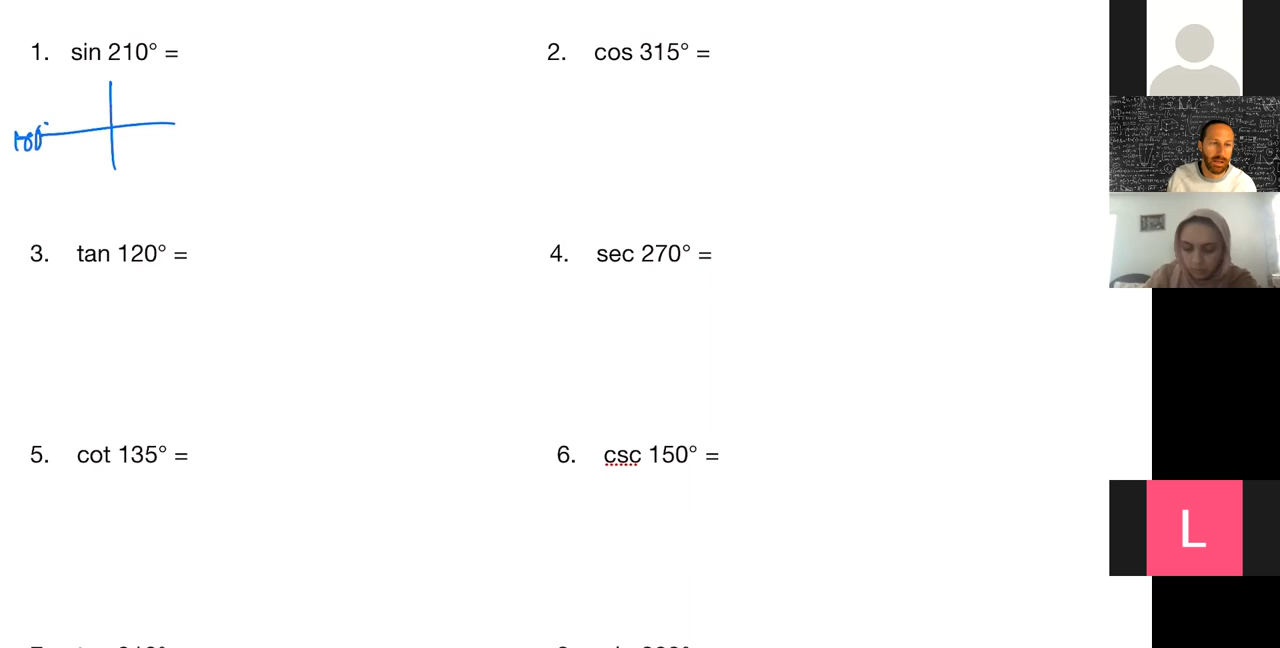 1. sin 210° =
2. cos 315° =
180°
3. tan 120° =
4. sec 270° =
5. cot 135° =
6. csc 150° =
L